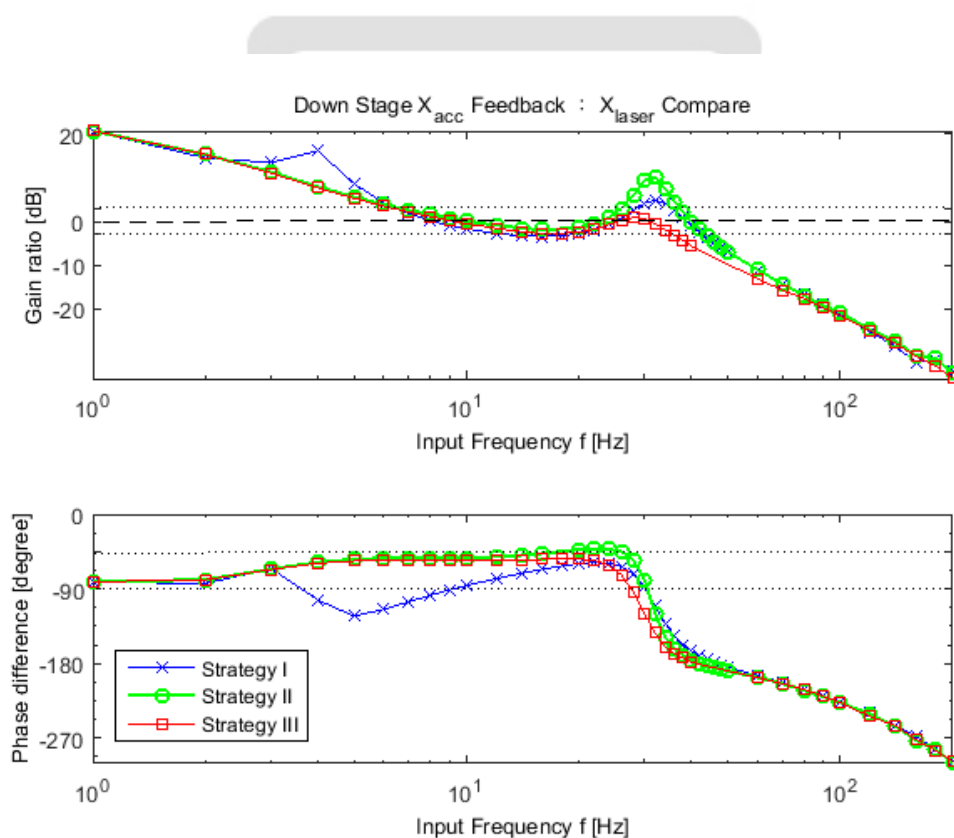 Down Stage X_acc Feedback : X_laser Compare
Gain ratio [dB]
20
10
0
-10
-20
10^0
10^1
10^2
Input Frequency f [Hz]
Phase difference [degree]
0
-90
-180
-270
Strategy I
Strategy II
Strategy III
10^0
10^1
10^2
Input Frequency f [Hz]